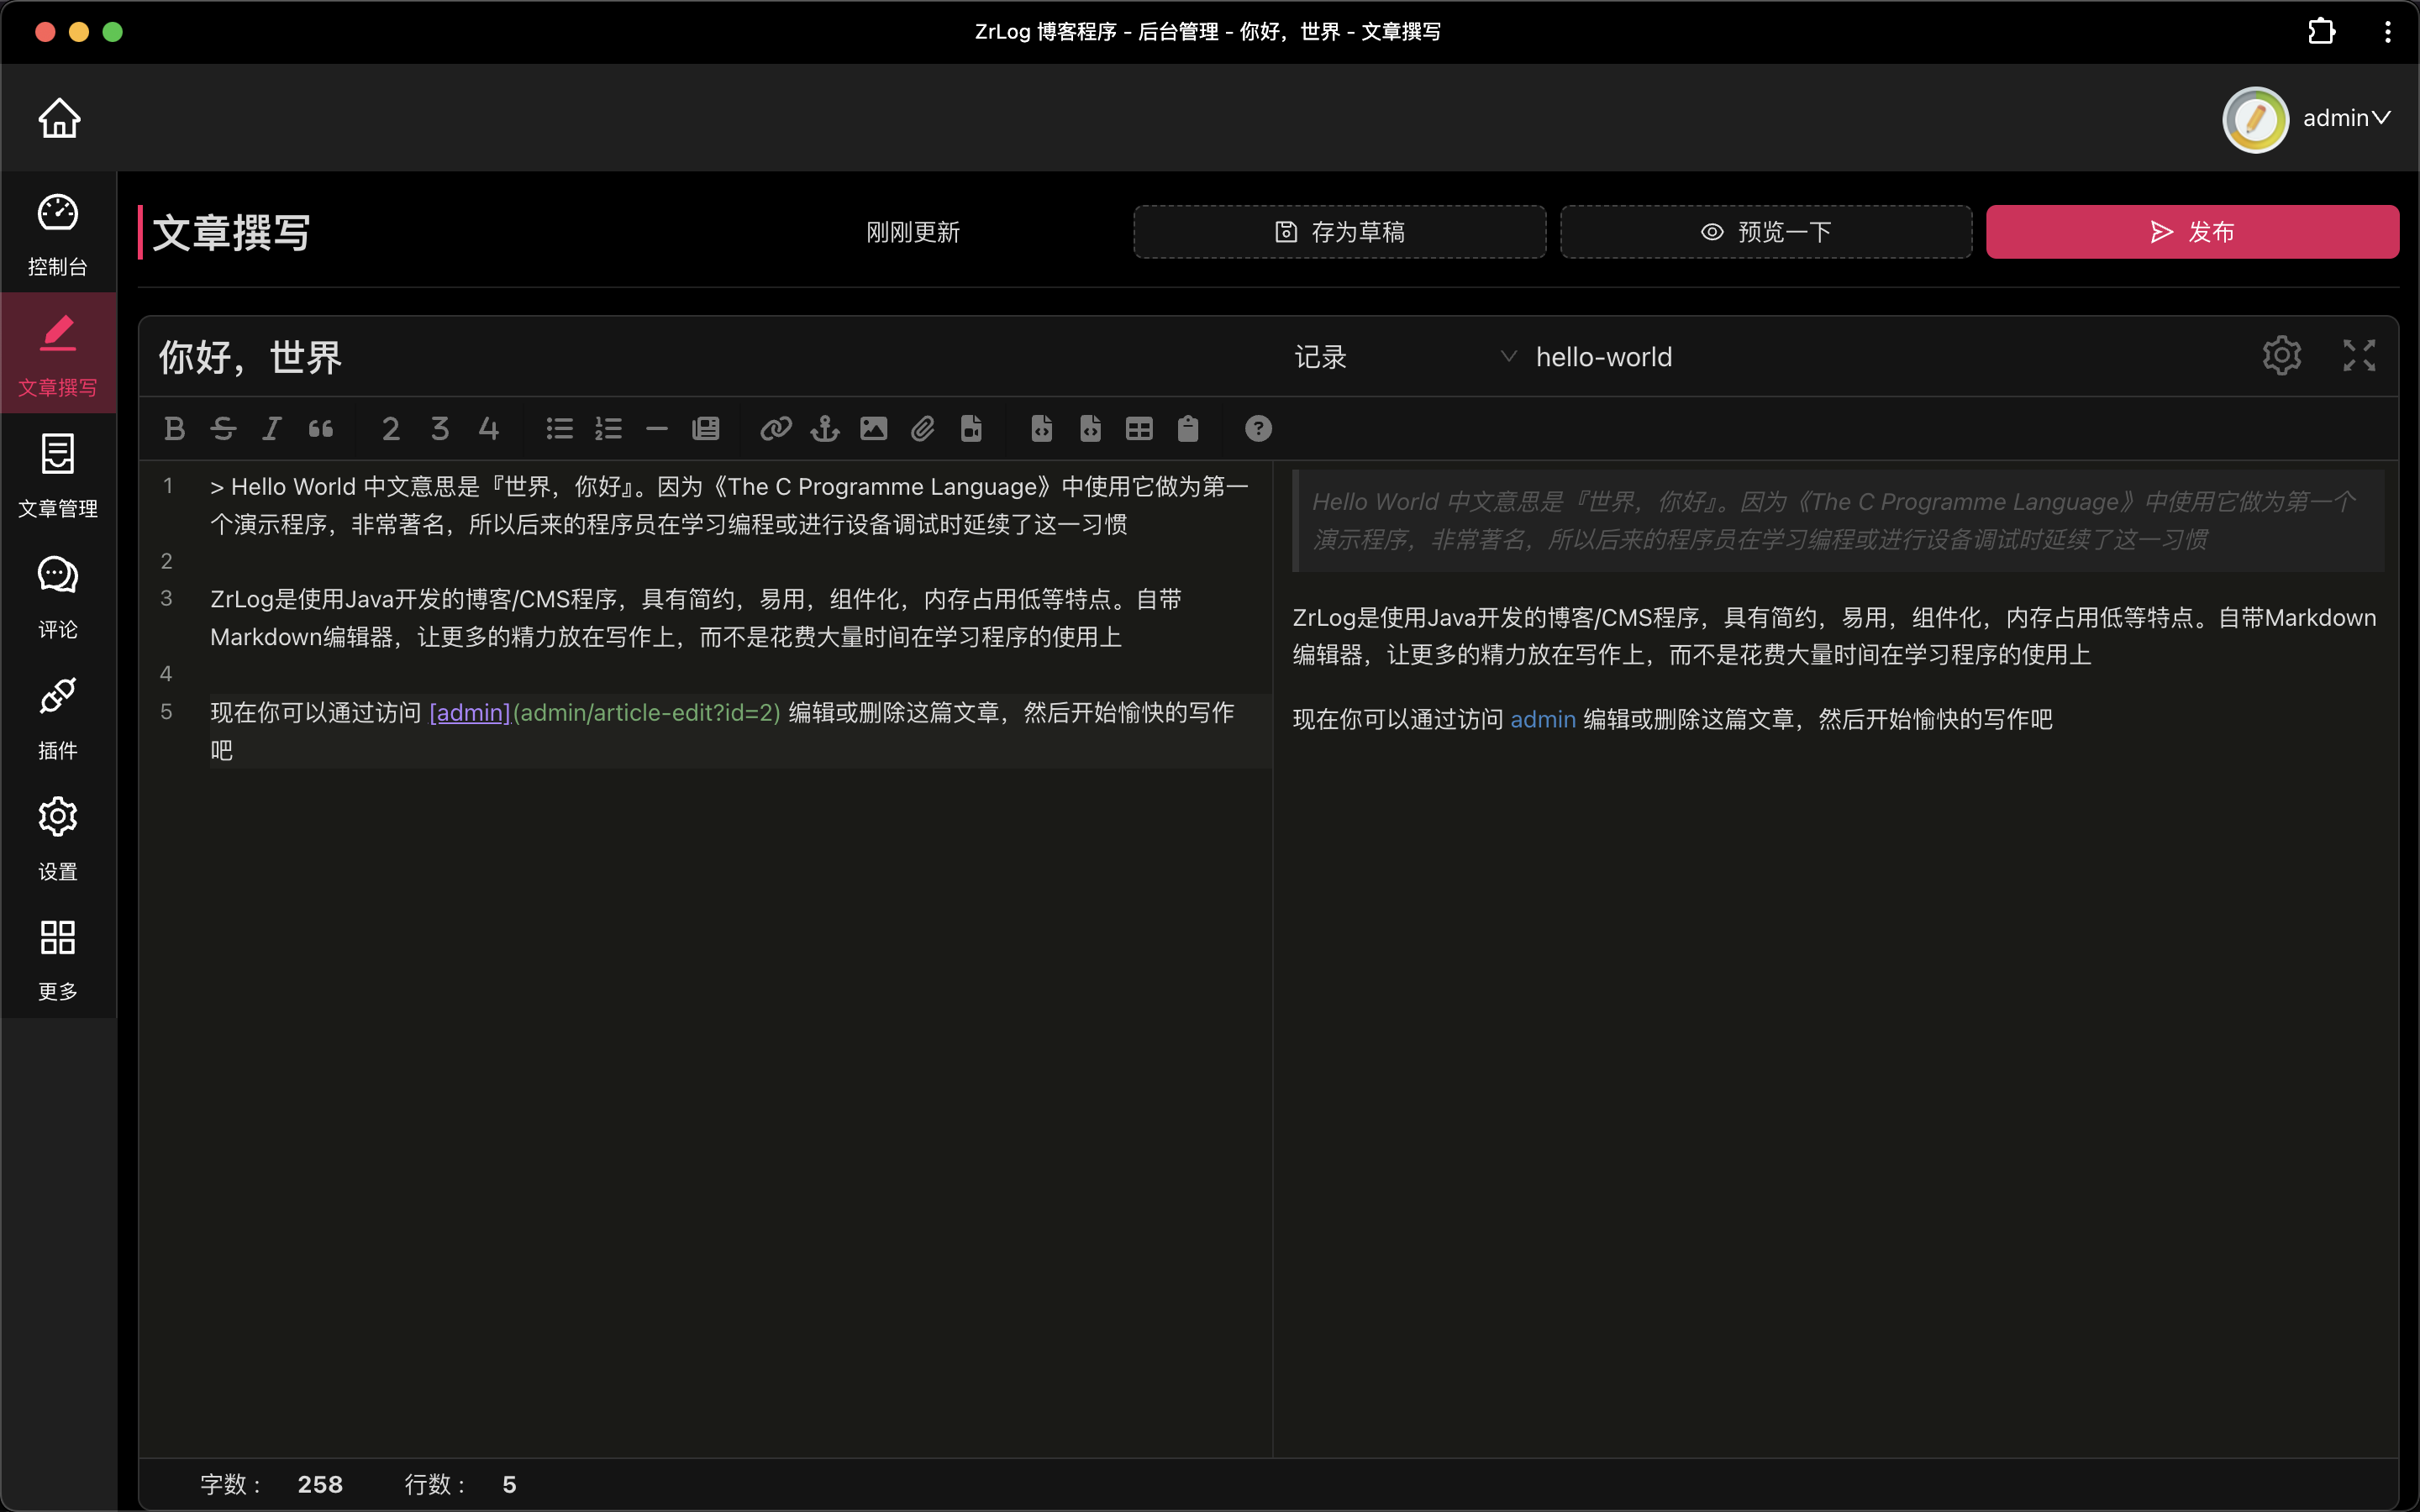 ZrLog 博客程序 - 后台管理 - 你好，世界 - 文章撰写
admin
控制台
文章撰写
文章管理
评论
插件
设置
更多
文章撰写
刚刚更新
存为草稿
预览一下
发布
你好，世界
记录
hello-world
B S I 2 3 4
1 > Hello World 中文意思是『世界，你好』。因为《The C Programme Language》中使用它做为第一
个演示程序，非常著名，所以后来的程序员在学习编程或进行设备调试时延续了这一习惯
2
3 ZrLog是使用Java开发的博客/CMS程序，具有简约，易用，组件化，内存占用低等特点。自带
Markdown编辑器，让更多的精力放在写作上，而不是花费大量时间在学习程序的使用上
4
5 现在你可以通过访问 [admin](admin/article-edit?id=2) 编辑或删除这篇文章，然后开始愉快的写作
吧
Hello World 中文意思是『世界，你好』。因为《The C Programme Language》中使用它做为第一个
演示程序，非常著名，所以后来的程序员在学习编程或进行设备调试时延续了这一习惯
ZrLog是使用Java开发的博客/CMS程序，具有简约，易用，组件化，内存占用低等特点。自带Markdown
编辑器，让更多的精力放在写作上，而不是花费大量时间在学习程序的使用上
现在你可以通过访问 admin 编辑或删除这篇文章，然后开始愉快的写作吧
字数： 258 行数： 5